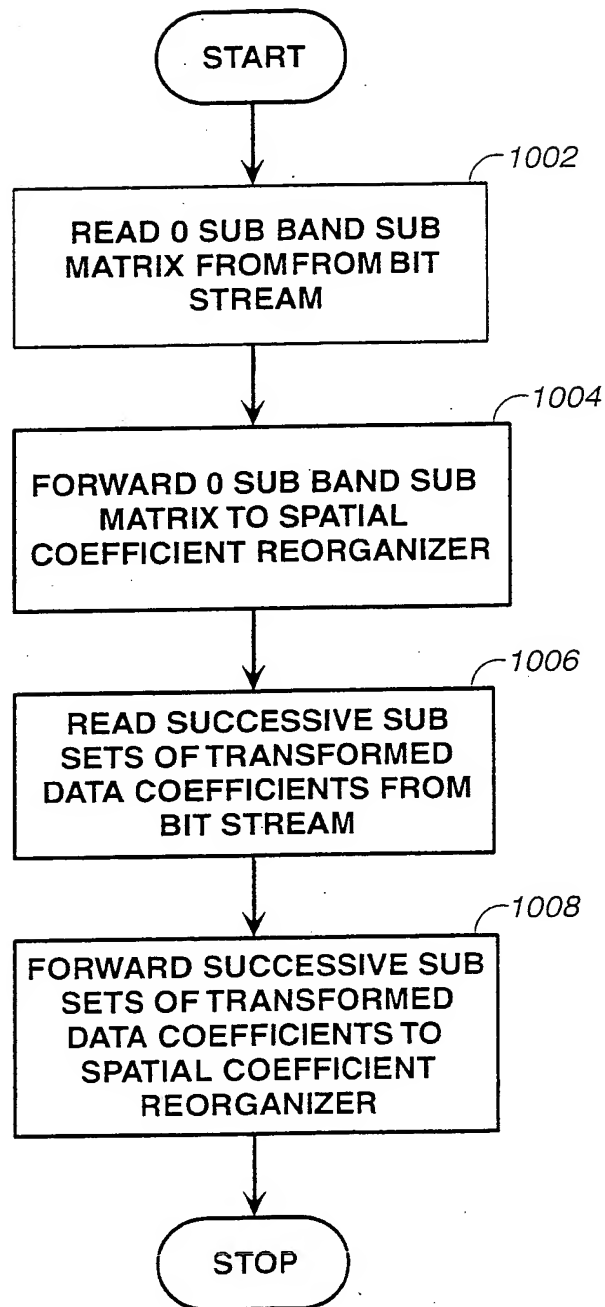 START
1002
READ 0 SUB BAND SUB
MATRIX FROMFROM BIT
STREAM
1004
FORWARD 0 SUB BAND SUB
MATRIX TO SPATIAL
COEFFICIENT REORGANIZER
1006
READ SUCCESSIVE SUB
SETS OF TRANSFORMED
DATA COEFFICIENTS FROM
BIT STREAM
1008
FORWARD SUCCESSIVE SUB
SETS OF TRANSFORMED
DATA COEFFICIENTS TO
SPATIAL COEFFICIENT
REORGANIZER
STOP